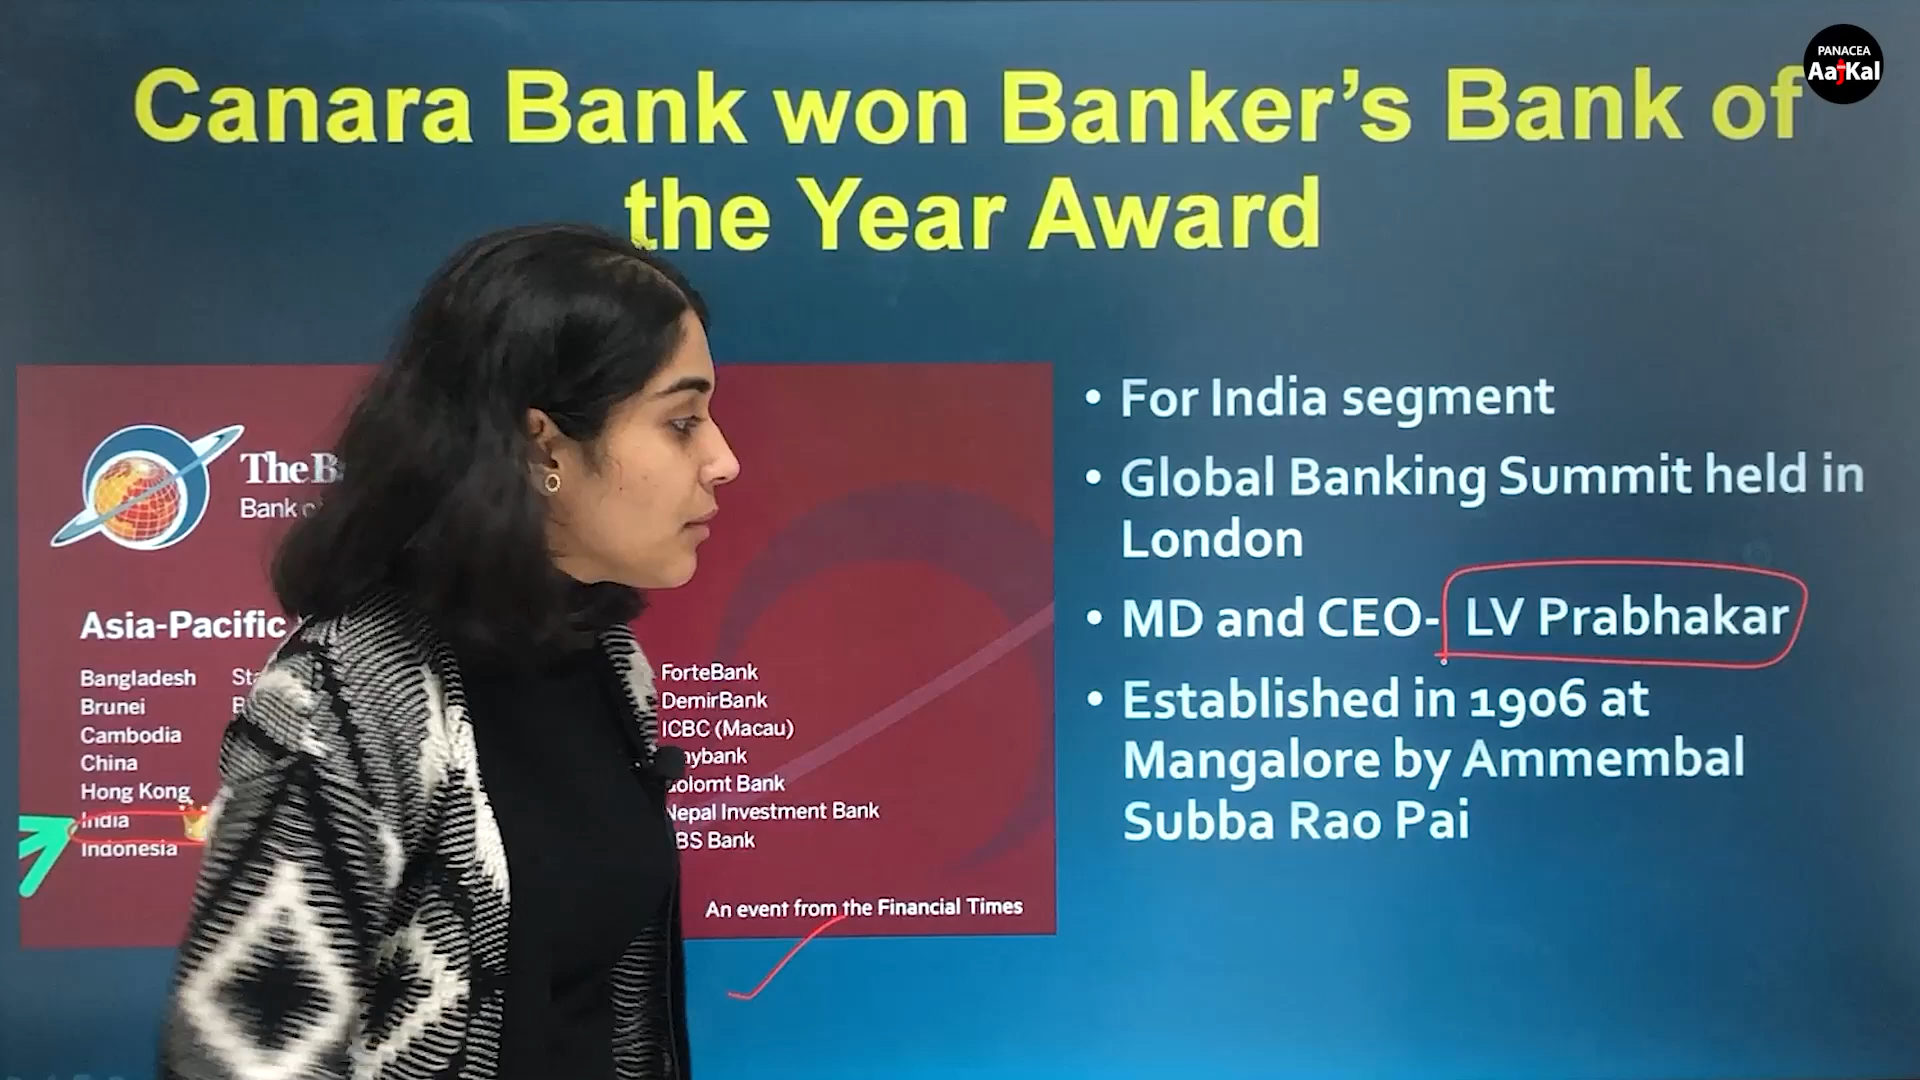 PANACEA
AajKal
Canara Bank won Banker's Bank of
the Year Award
The B
Bank
Asia-Pacific
Bangladesh
Brunei
Cambodia
China
Hong Kong
India
Indonesia
ForteBank
DemirBank
ICBC (Macau)
Nepal Investment Bank
An event from the Financial Times
• For India segment
• Global Banking Summit held in
London
• MD and CEO- LV Prabhakar
• Established in 1906 at
Mangalore by Ammembal
Subba Rao Pai